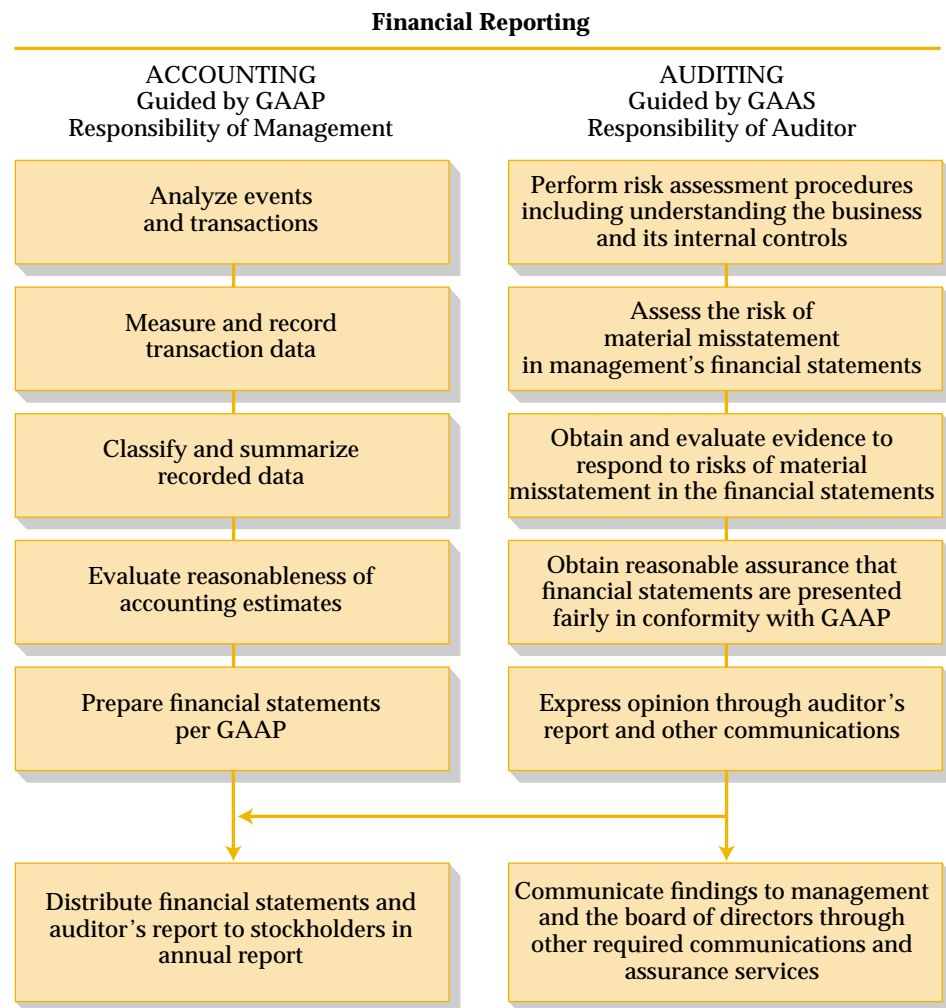 Financial Reporting
ACCOUNTING
Guided by GAAP
Responsibility of Management
AUDITING
Guided by GAAS
Responsibility of Auditor
Analyze events
and transactions
Perform risk assessment procedures
including understanding the business
and its internal controls
Measure and record
transaction data
Assess the risk of
material misstatement
in management's financial statements
Classify and summarize
recorded data
Obtain and evaluate evidence to
respond to risks of material
misstatement in the financial statements
Evaluate reasonableness of
accounting estimates
Obtain reasonable assurance that
financial statements are presented
fairly in conformity with GAAP
Prepare financial statements
per GAAP
Express opinion through auditor's
report and other communications
Distribute financial statements and
auditor's report to stockholders in
annual report
Communicate findings to management
and the board of directors through
other required communications and
assurance services